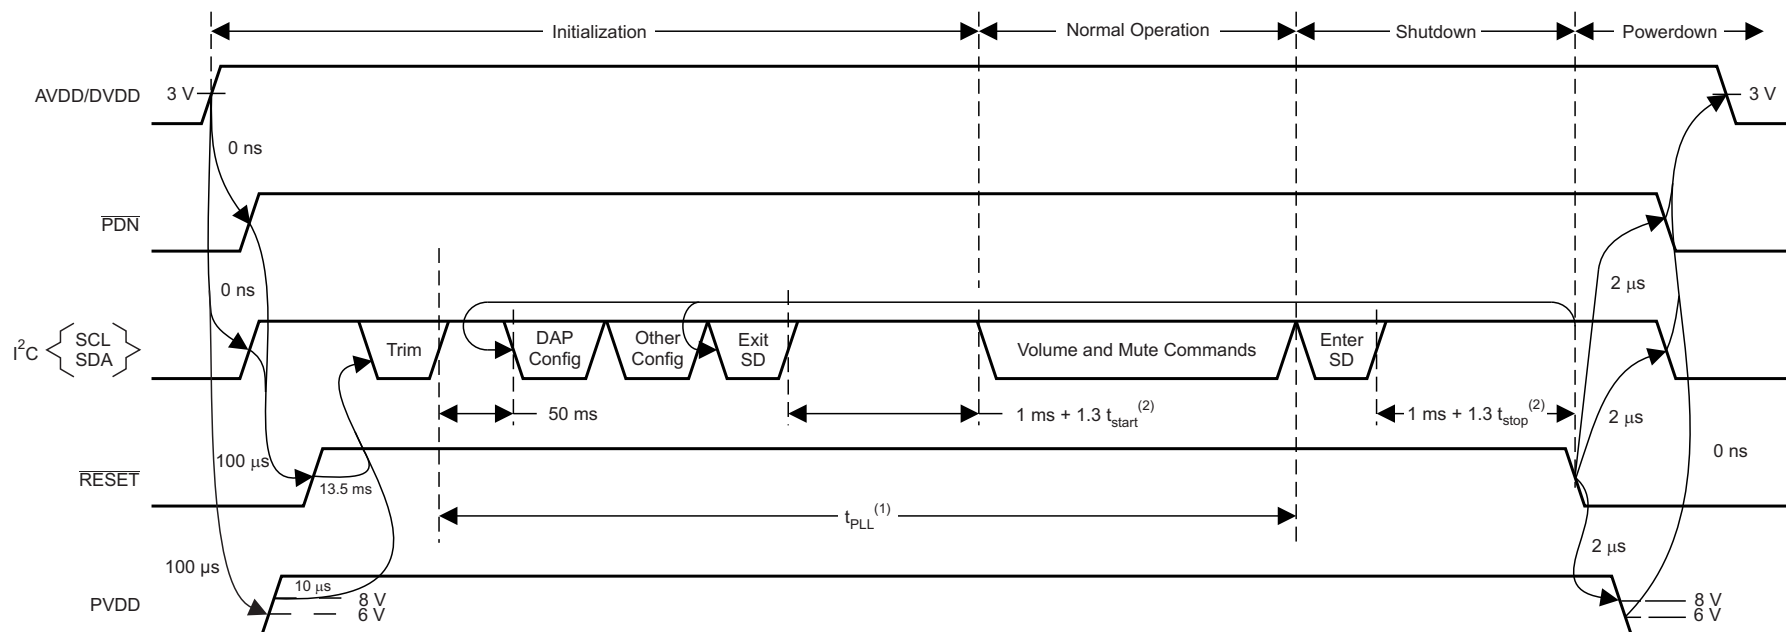 Initialization
Normal Operation
Shutdown
Powerdown
AVDD/DVDD
3 V
3 V
0 ns
PDN
0 ns
2 μs
I²C
SCL
SDA
Trim
DAP
Config
Other
Config
Exit
SD
Volume and Mute Commands
Enter
SD
50 ms
1 ms + 1.3 tstart(2)
1 ms + 1.3 tstop(2)
2 μs
100 μs
RESET
13.5 ms
0 ns
tPLL(1)
2 μs
100 μs
10 μs
PVDD
8 V
6 V
8 V
6 V